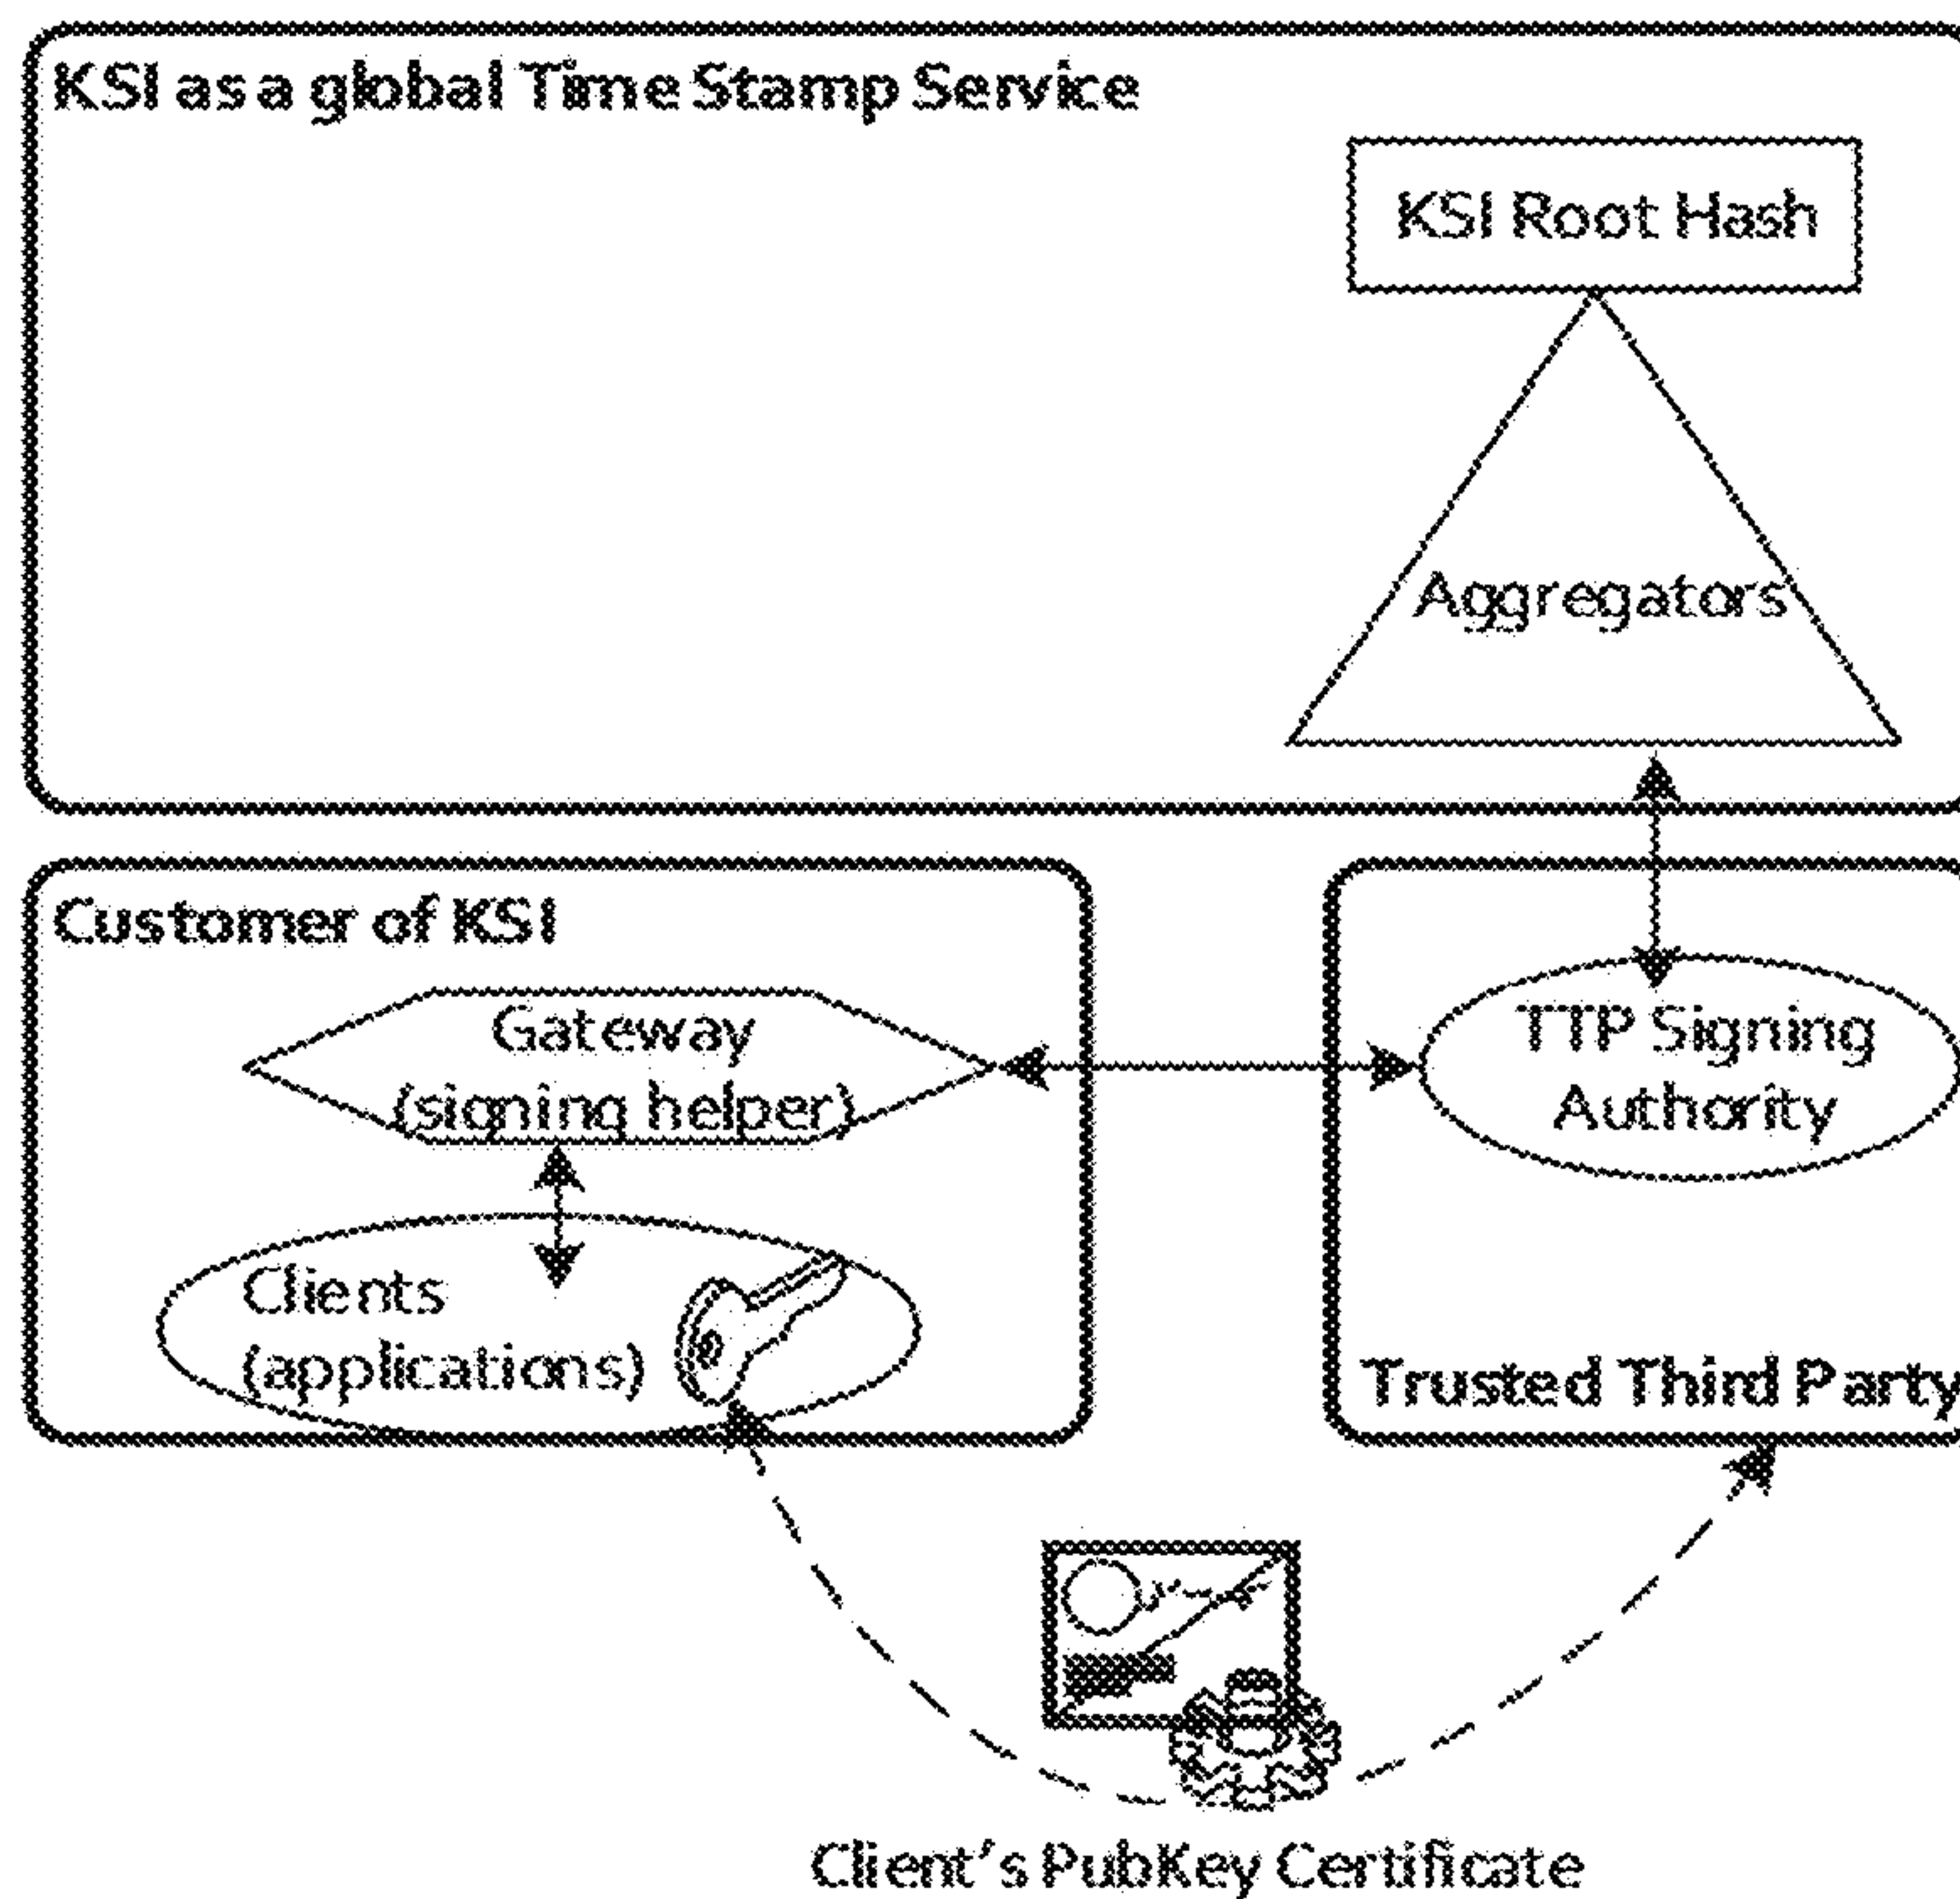 KSI as a global Time Stamp Service
KSI Root Hash
Aggregators
Customer of KSI
Gateway
(signing helper)
TTP Signing
Authority
Clients
(applications)
Trusted Third Party
Client's PubKey Certificate